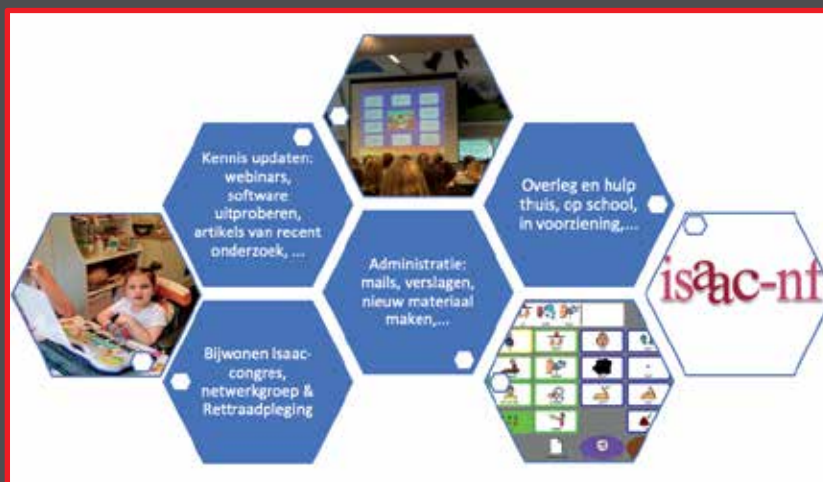 Kennis updaten:
webinars,
software
uitproberen,
artikels van recent
onderzoek, ...
Bijwonen Isaac-
congres,
netwerkgroep &
Rettraadpleging
Administratie:
mails, verslagen,
nieuw materiaal
maken,...
Overleg en hulp
thuis, op school,
in voorziening,...
isaac-nf